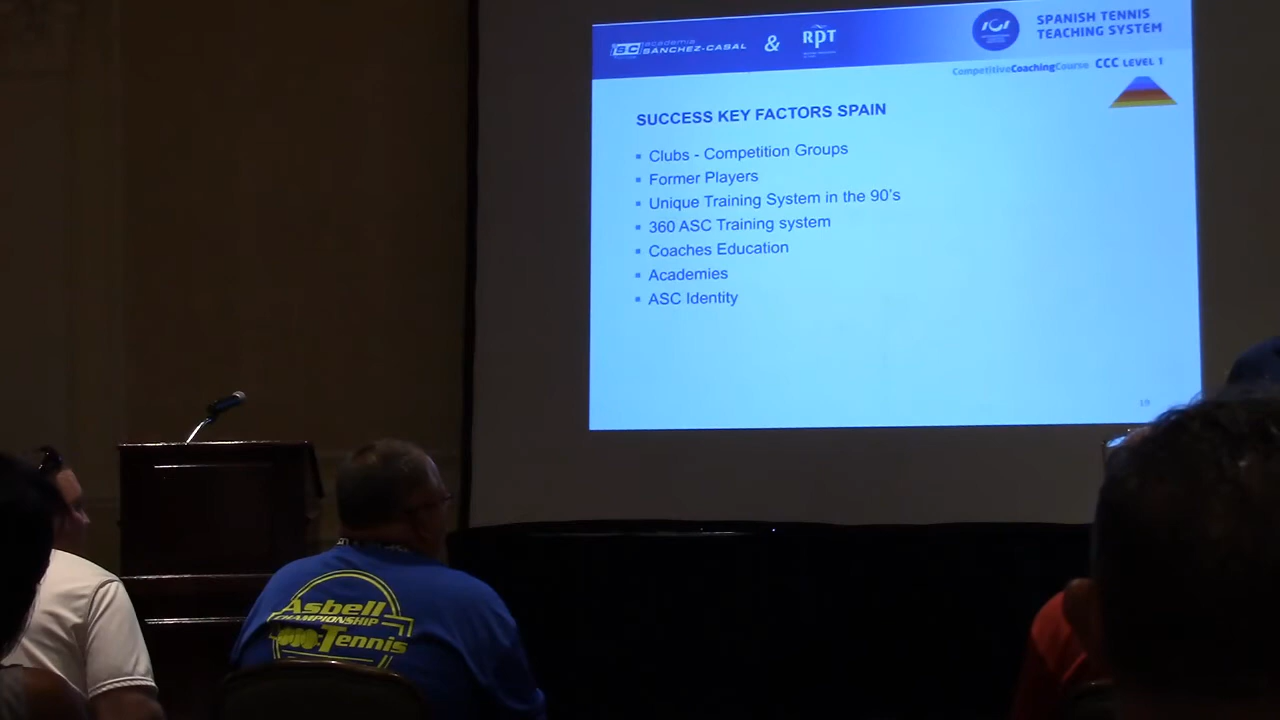 academia
SANCHEZ-CASAL
&
RPT
SPANISH TENNIS
TEACHING SYSTEM
CompetitiveCoachingCourse CCC LEVEL 1
SUCCESS KEY FACTORS SPAIN
Clubs - Competition Groups
Former Players
Unique Training System in the 90's
360 ASC Training system
Coaches Education
Academies
ASC Identity
Asbell
CHAMPIONSHIP
Tennis